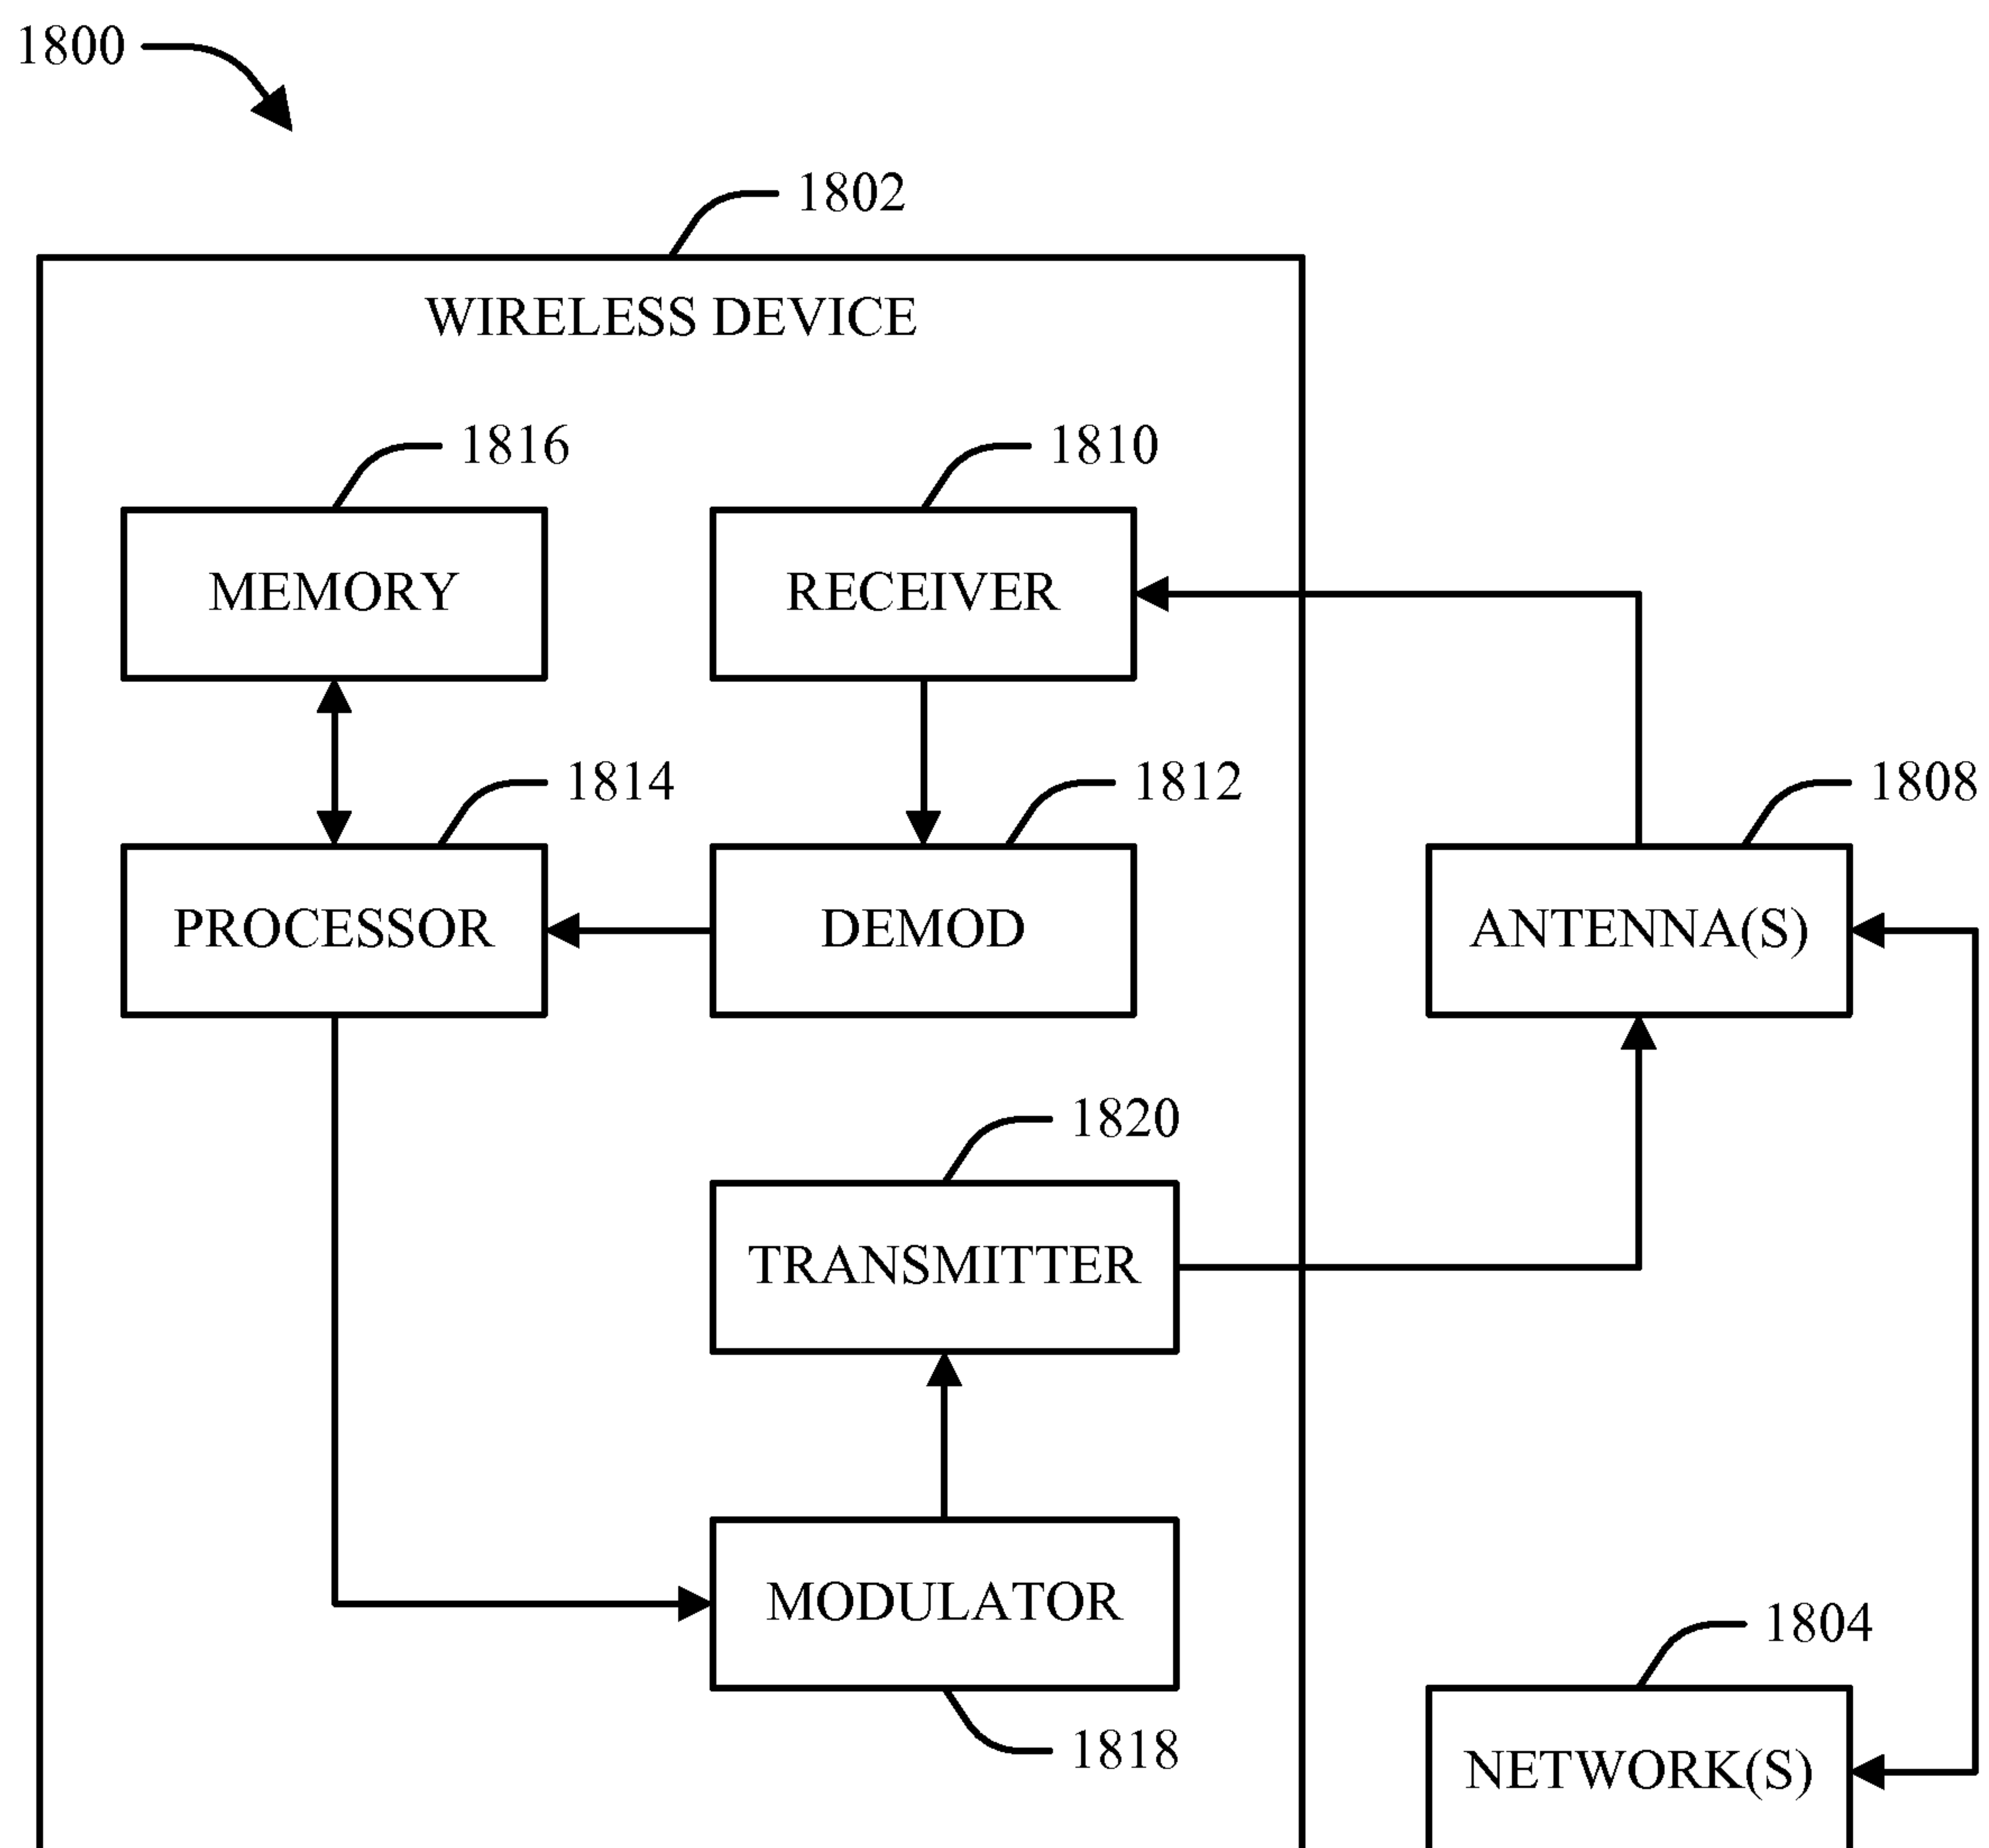 1800
1802
WIRELESS DEVICE
1816
1810
MEMORY
RECEIVER
1814
1812
1808
PROCESSOR
DEMOD
ANTENNA(S)
1820
TRANSMITTER
MODULATOR
1804
1818
NETWORK(S)